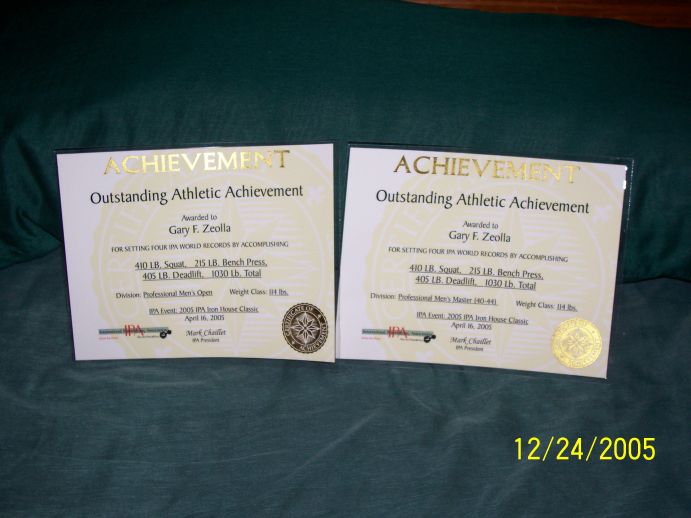 ACHIEVEMENT
Outstanding Athletic Achievement
Awarded to
Gary F. Zeolla
FOR SETTING FOUR IPA WORLD RECORDS BY ACCOMPLISHING
410 LB. Squat, 215 LB. Bench Press,
405 LB. Deadlift, 1030 Lb. Total
Division: Professional Men's Open Weight Class: 114 lbs.
IPA Event: 2005 IPA Iron House Classic
April 16, 2005
IPA
Mark Chaillet
IPA President
CERTIFICATE OF
ACHIEVEMENT
ACHIEVEMENT
Outstanding Athletic Achievement
Awarded to
Gary F. Zeolla
FOR SETTING FOUR IPA WORLD RECORDS BY ACCOMPLISHING
410 LB. Squat, 215 LB. Bench Press,
405 LB. Deadlift, 1030 Lb. Total
Division: Professional Men's Master (40-44) Weight Class: 114 lbs.
IPA Event: 2005 IPA Iron House Classic
April 16, 2005
IPA
Mark Chaillet
IPA President
12/24/2005